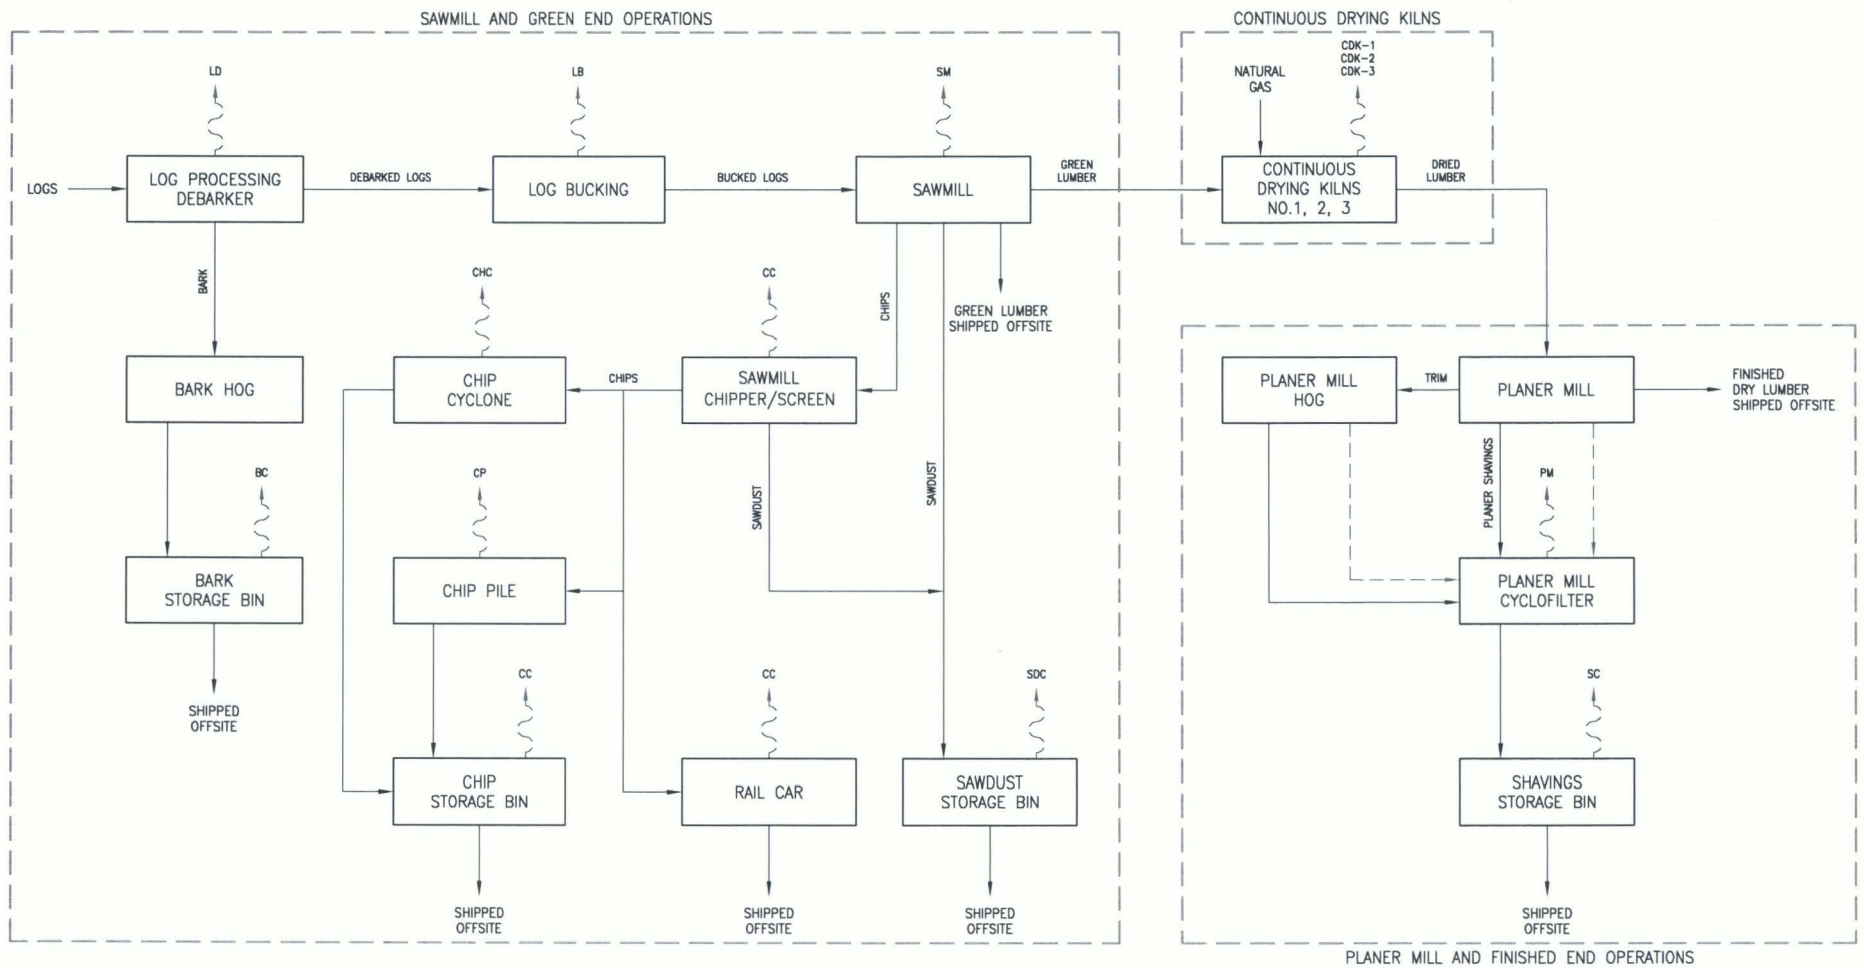 SAWMILL AND GREEN END OPERATIONS
CONTINUOUS DRYING KILNS
LD
LB
SM
NATURAL
GAS
CDK-1
CDK-2
CDK-3
LOGS
LOG PROCESSING
DEBARKER
DEBARKED LOGS
LOG BUCKING
BUCKED LOGS
SAWMILL
GREEN
LUMBER
CONTINUOUS
DRYING KILNS
NO.1, 2, 3
DRIED
LUMBER
BARK
CHC
CC
CHIPS
GREEN LUMBER
SHIPPED OFFSITE
BARK HOG
CHIP
CYCLONE
CHIPS
SAWMILL
CHIPPER/SCREEN
PLANER MILL
HOG
TRIM
PLANER MILL
FINISHED
DRY LUMBER
SHIPPED OFFSITE
BC
CP
SAWDUST
SAWDUST
PLANER SHAVINGS
PM
BARK
STORAGE BIN
CHIP PILE
PLANER MILL
CYCLOFILTER
SHIPPED
OFFSITE
CC
CC
SDC
SC
CHIP
STORAGE BIN
RAIL CAR
SAWDUST
STORAGE BIN
SHAVINGS
STORAGE BIN
SHIPPED
OFFSITE
SHIPPED
OFFSITE
SHIPPED
OFFSITE
SHIPPED
OFFSITE
PLANER MILL AND FINISHED END OPERATIONS